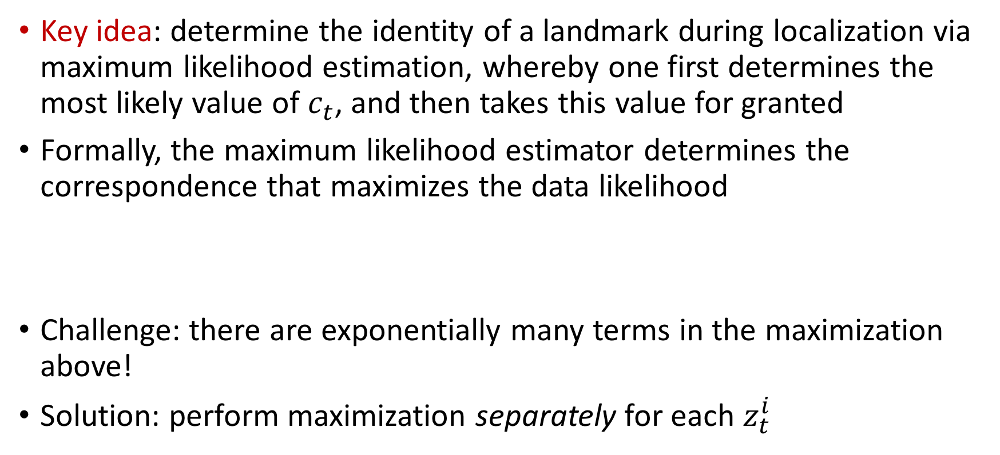 • Key idea: determine the identity of a landmark during localization via
maximum likelihood estimation, whereby one first determines the
most likely value of $c_t$, and then takes this value for granted
• Formally, the maximum likelihood estimator determines the
correspondence that maximizes the data likelihood
• Challenge: there are exponentially many terms in the maximization
above!
• Solution: perform maximization separately for each $z_t^i$